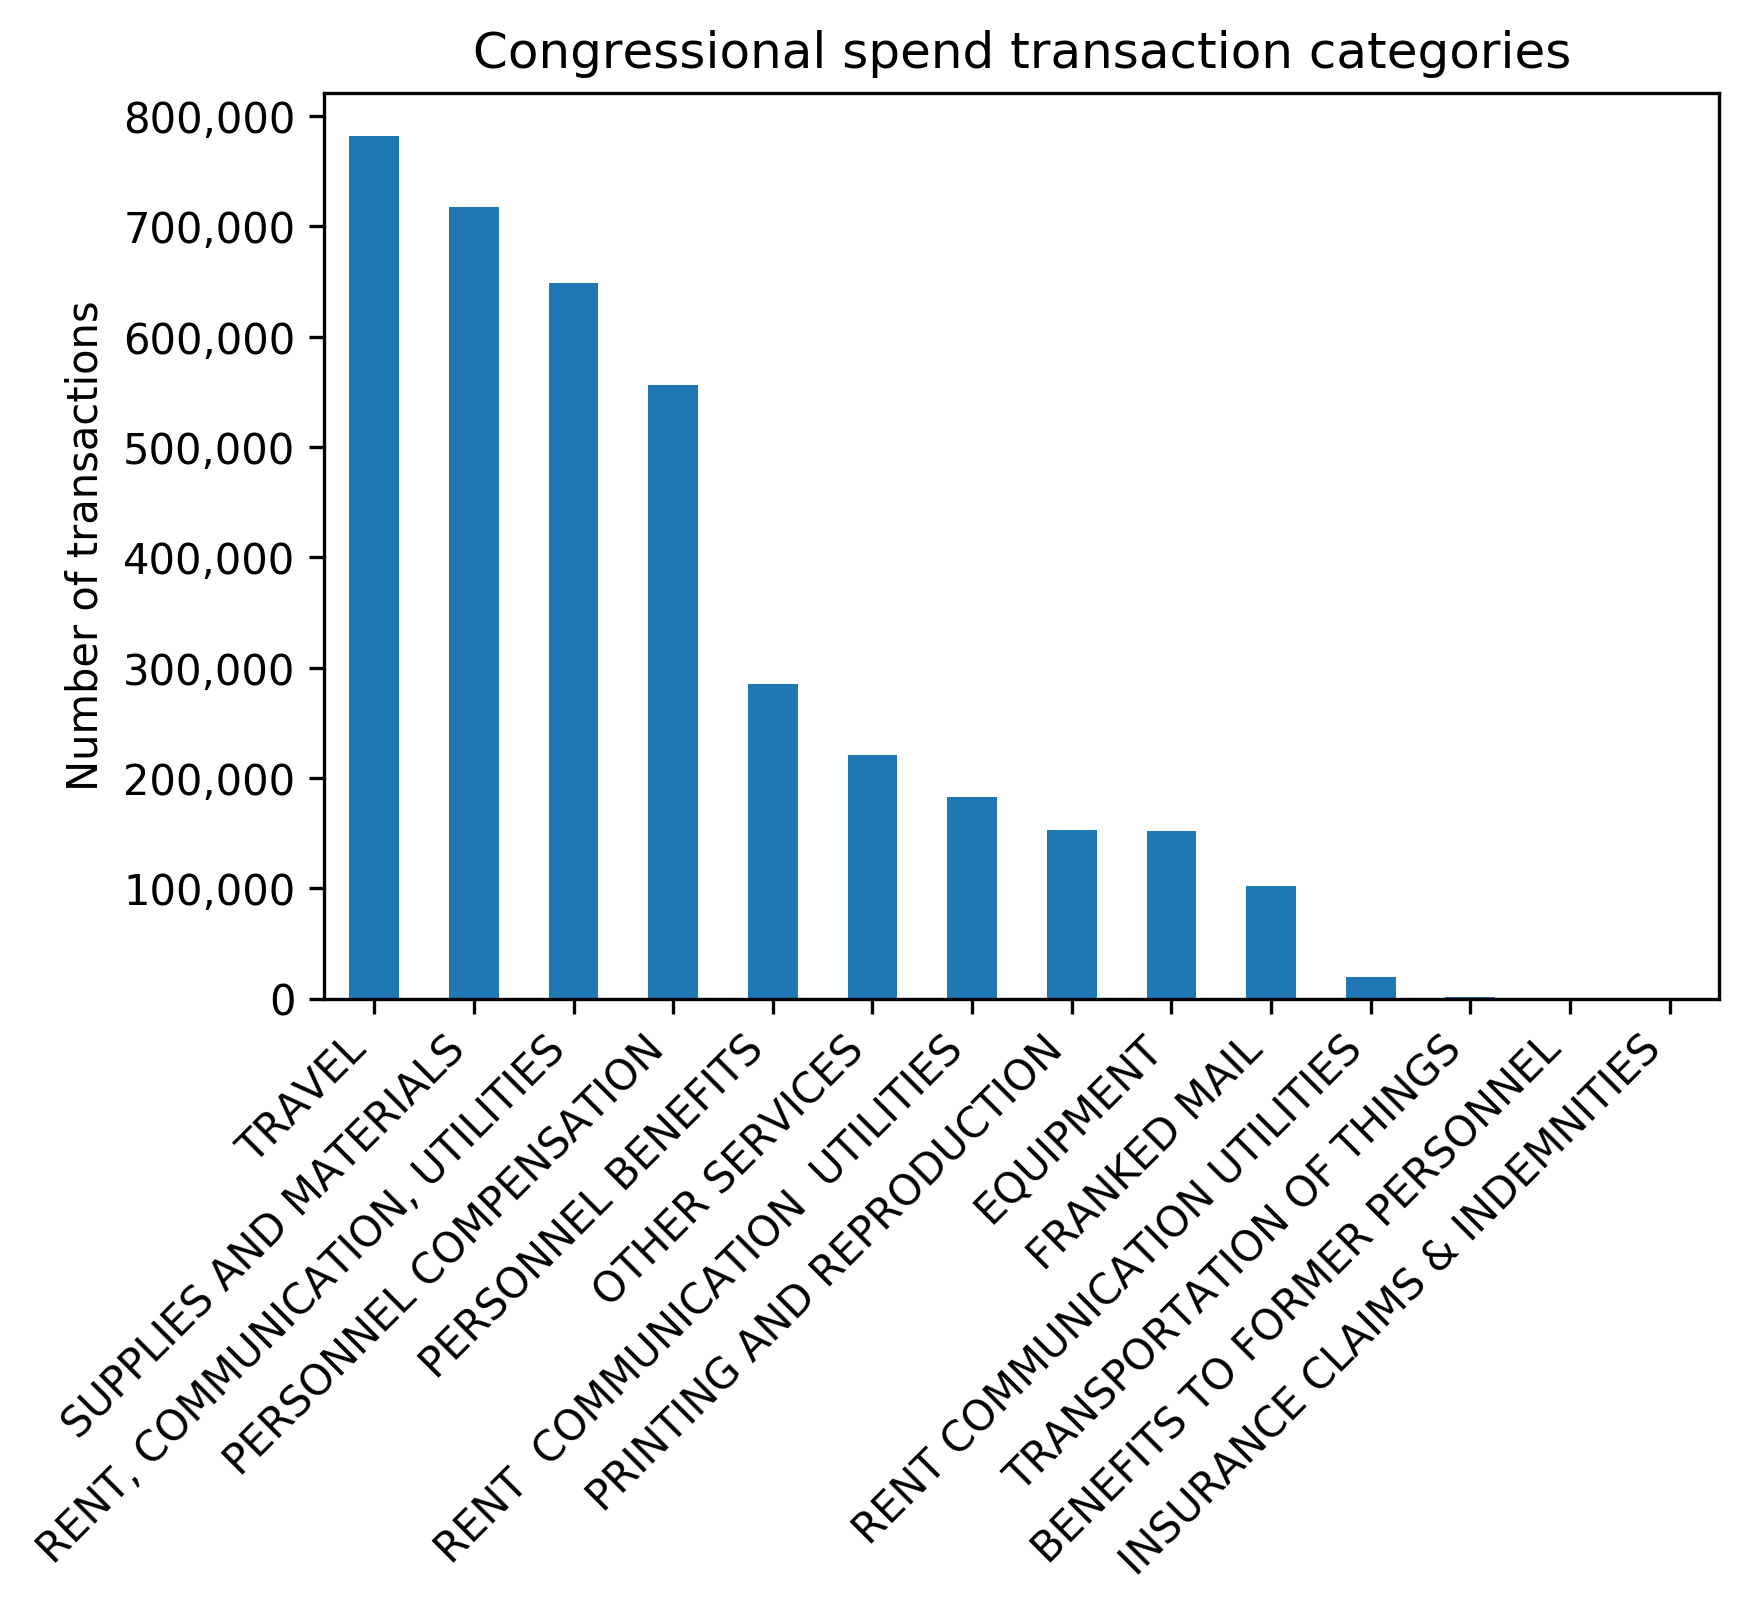 Congressional spend transaction categories
800,000
700,000
600,000
500,000
400,000
300,000
200,000
100,000
0
Number of transactions
TRAVEL
SUPPLIES AND MATERIALS
RENT, COMMUNICATION, UTILITIES
PERSONNEL COMPENSATION
PERSONNEL BENEFITS
OTHER SERVICES
RENT  COMMUNICATION  UTILITIES
PRINTING AND REPRODUCTION
EQUIPMENT
FRANKED MAIL
RENT COMMUNICATION UTILITIES
TRANSPORTATION OF THINGS
BENEFITS TO FORMER PERSONNEL
INSURANCE CLAIMS & INDEMNITIES